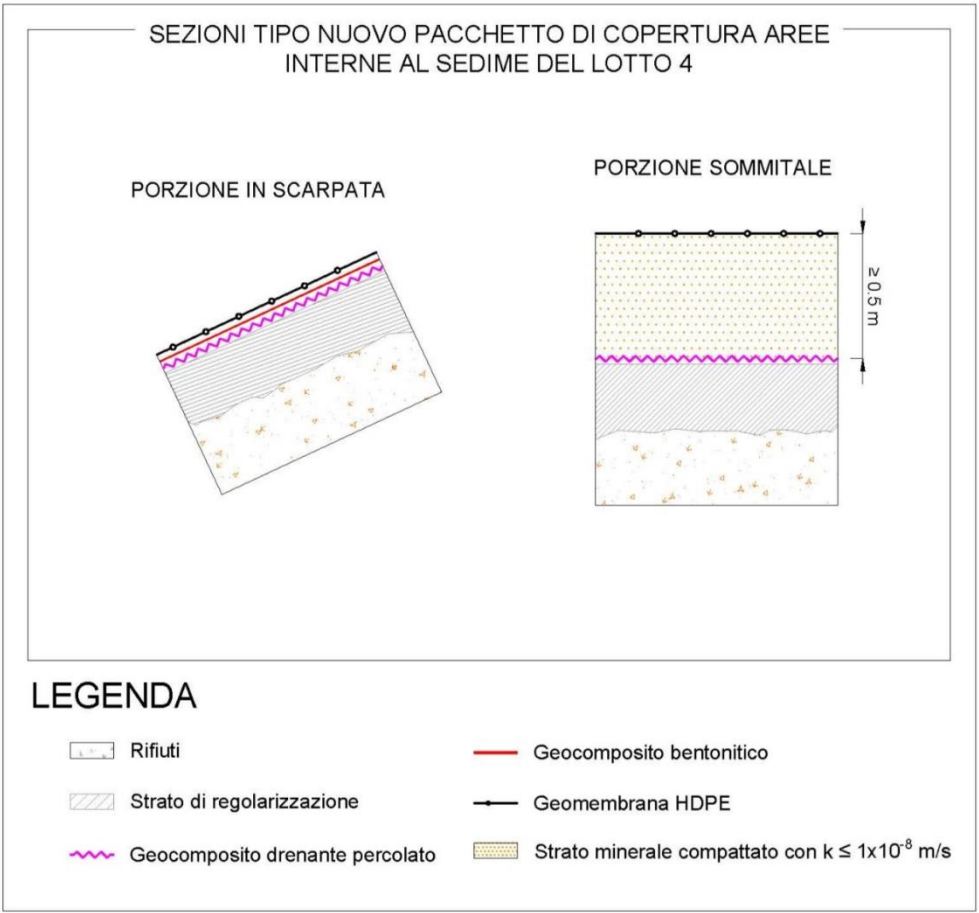 SEZIONI TIPO NUOVO PACCHETTO DI COPERTURA AREE
INTERNE AL SEDIME DEL LOTTO 4
PORZIONE IN SCARPATA
PORZIONE SOMMITALE
≥ 0.5 m
LEGENDA
Rifiuti
Strato di regolarizzazione
Geocomposito drenante percolato
Geocomposito bentonitico
Geomembrana HDPE
Strato minerale compattato con k ≤ 1x10⁻⁸ m/s